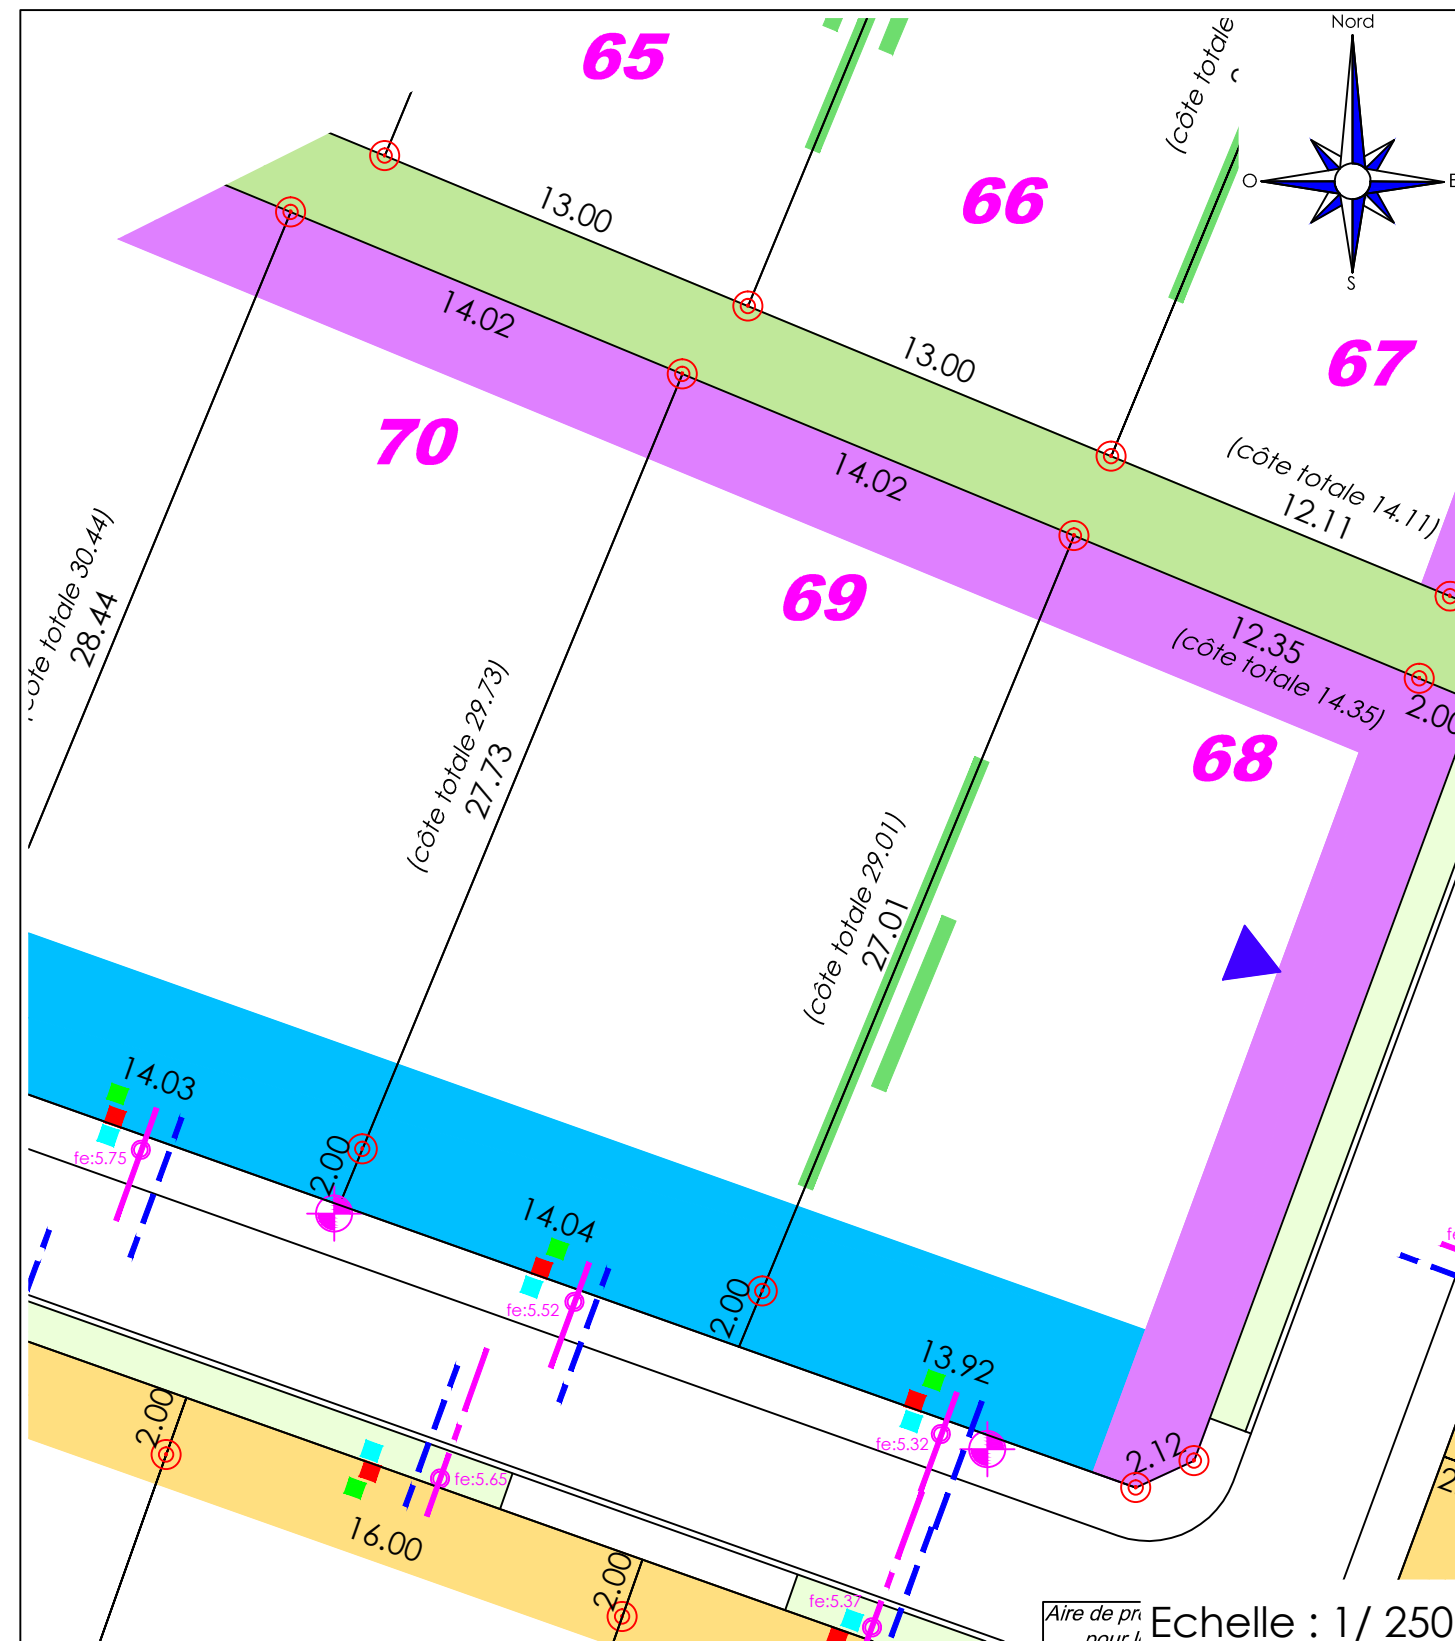 Nord
O
E
S
65
66
67
(côte totale
13.00
13.00
(côte totale 14.11)
12.11
14.02
14.02
12.35
(côte totale 14.35)
2.00
70
69
68
(côte totale 30.44)
28.44
(côte totale 29.73)
27.73
(côte totale 29.01)
27.01
14.03
fe:5.75
2.00
14.04
fe:5.52
2.00
13.92
fe:5.32
2.12
2.00
fe:5.65
16.00
2.00
fe:5.37
Aire de
Echelle : 1/ 250